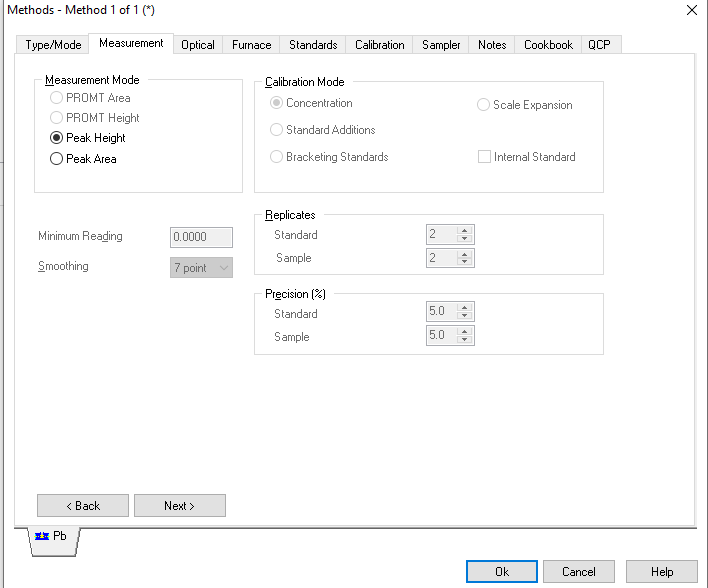 Methods - Method 1 of 1 (*)
Type/Mode Measurement Optical Furnace Standards Calibration Sampler Notes Cookbook QCP
Measurement Mode
PROMT Area
PROMT Height
Peak Height
Peak Area
Calibration Mode
Concentration
Scale Expansion
Standard Additions
Bracketing Standards
Internal Standard
Minimum Reading 0.0000
Smoothing 7 point
Replicates
Standard 2
Sample 2
Precision (%)
Standard 5.0
Sample 5.0
< Back Next >
Pb
Ok Cancel Help